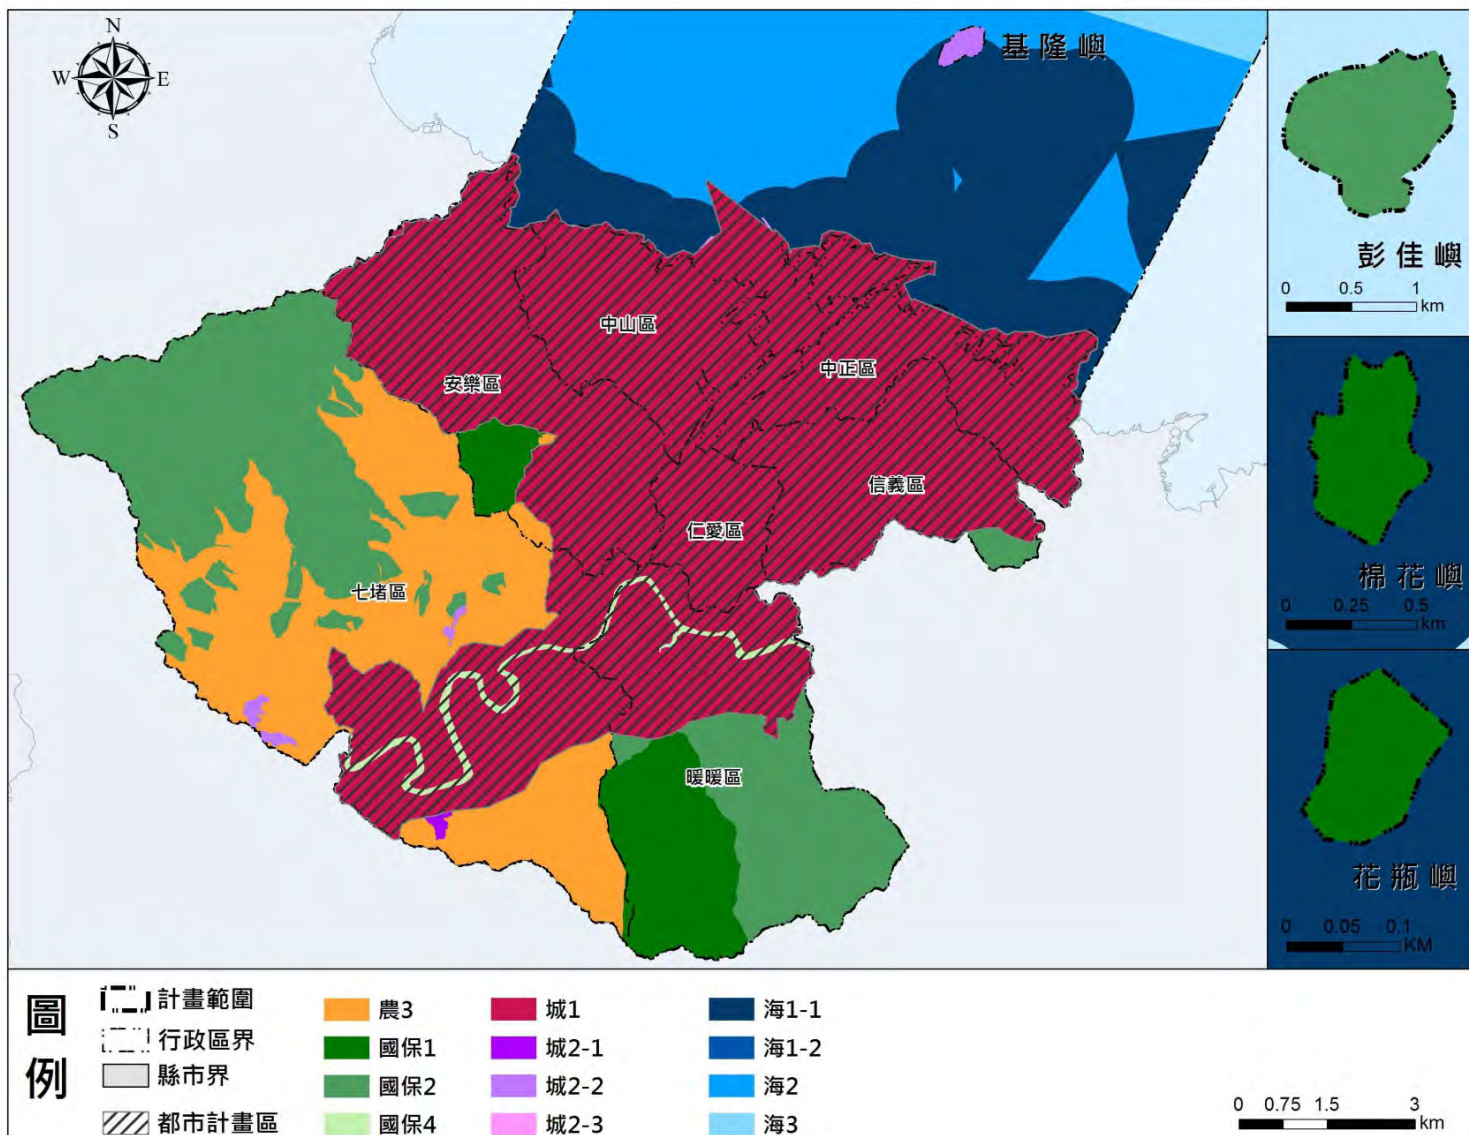 N
W E
S
基隆嶼
彭佳嶼
0 0.5 1
km
中山區
中正區
安樂區
信義區
仁愛區
七堵區
暖暖區
棉花嶼
0 0.25 0.5
km
花瓶嶼
0 0.05 0.1
KM
圖例
計畫範圍
行政區界
縣市界
都市計畫區
農3
國保1
國保2
國保4
城1
城2-1
城2-2
城2-3
海1-1
海1-2
海2
海3
0 0.75 1.5 3
km